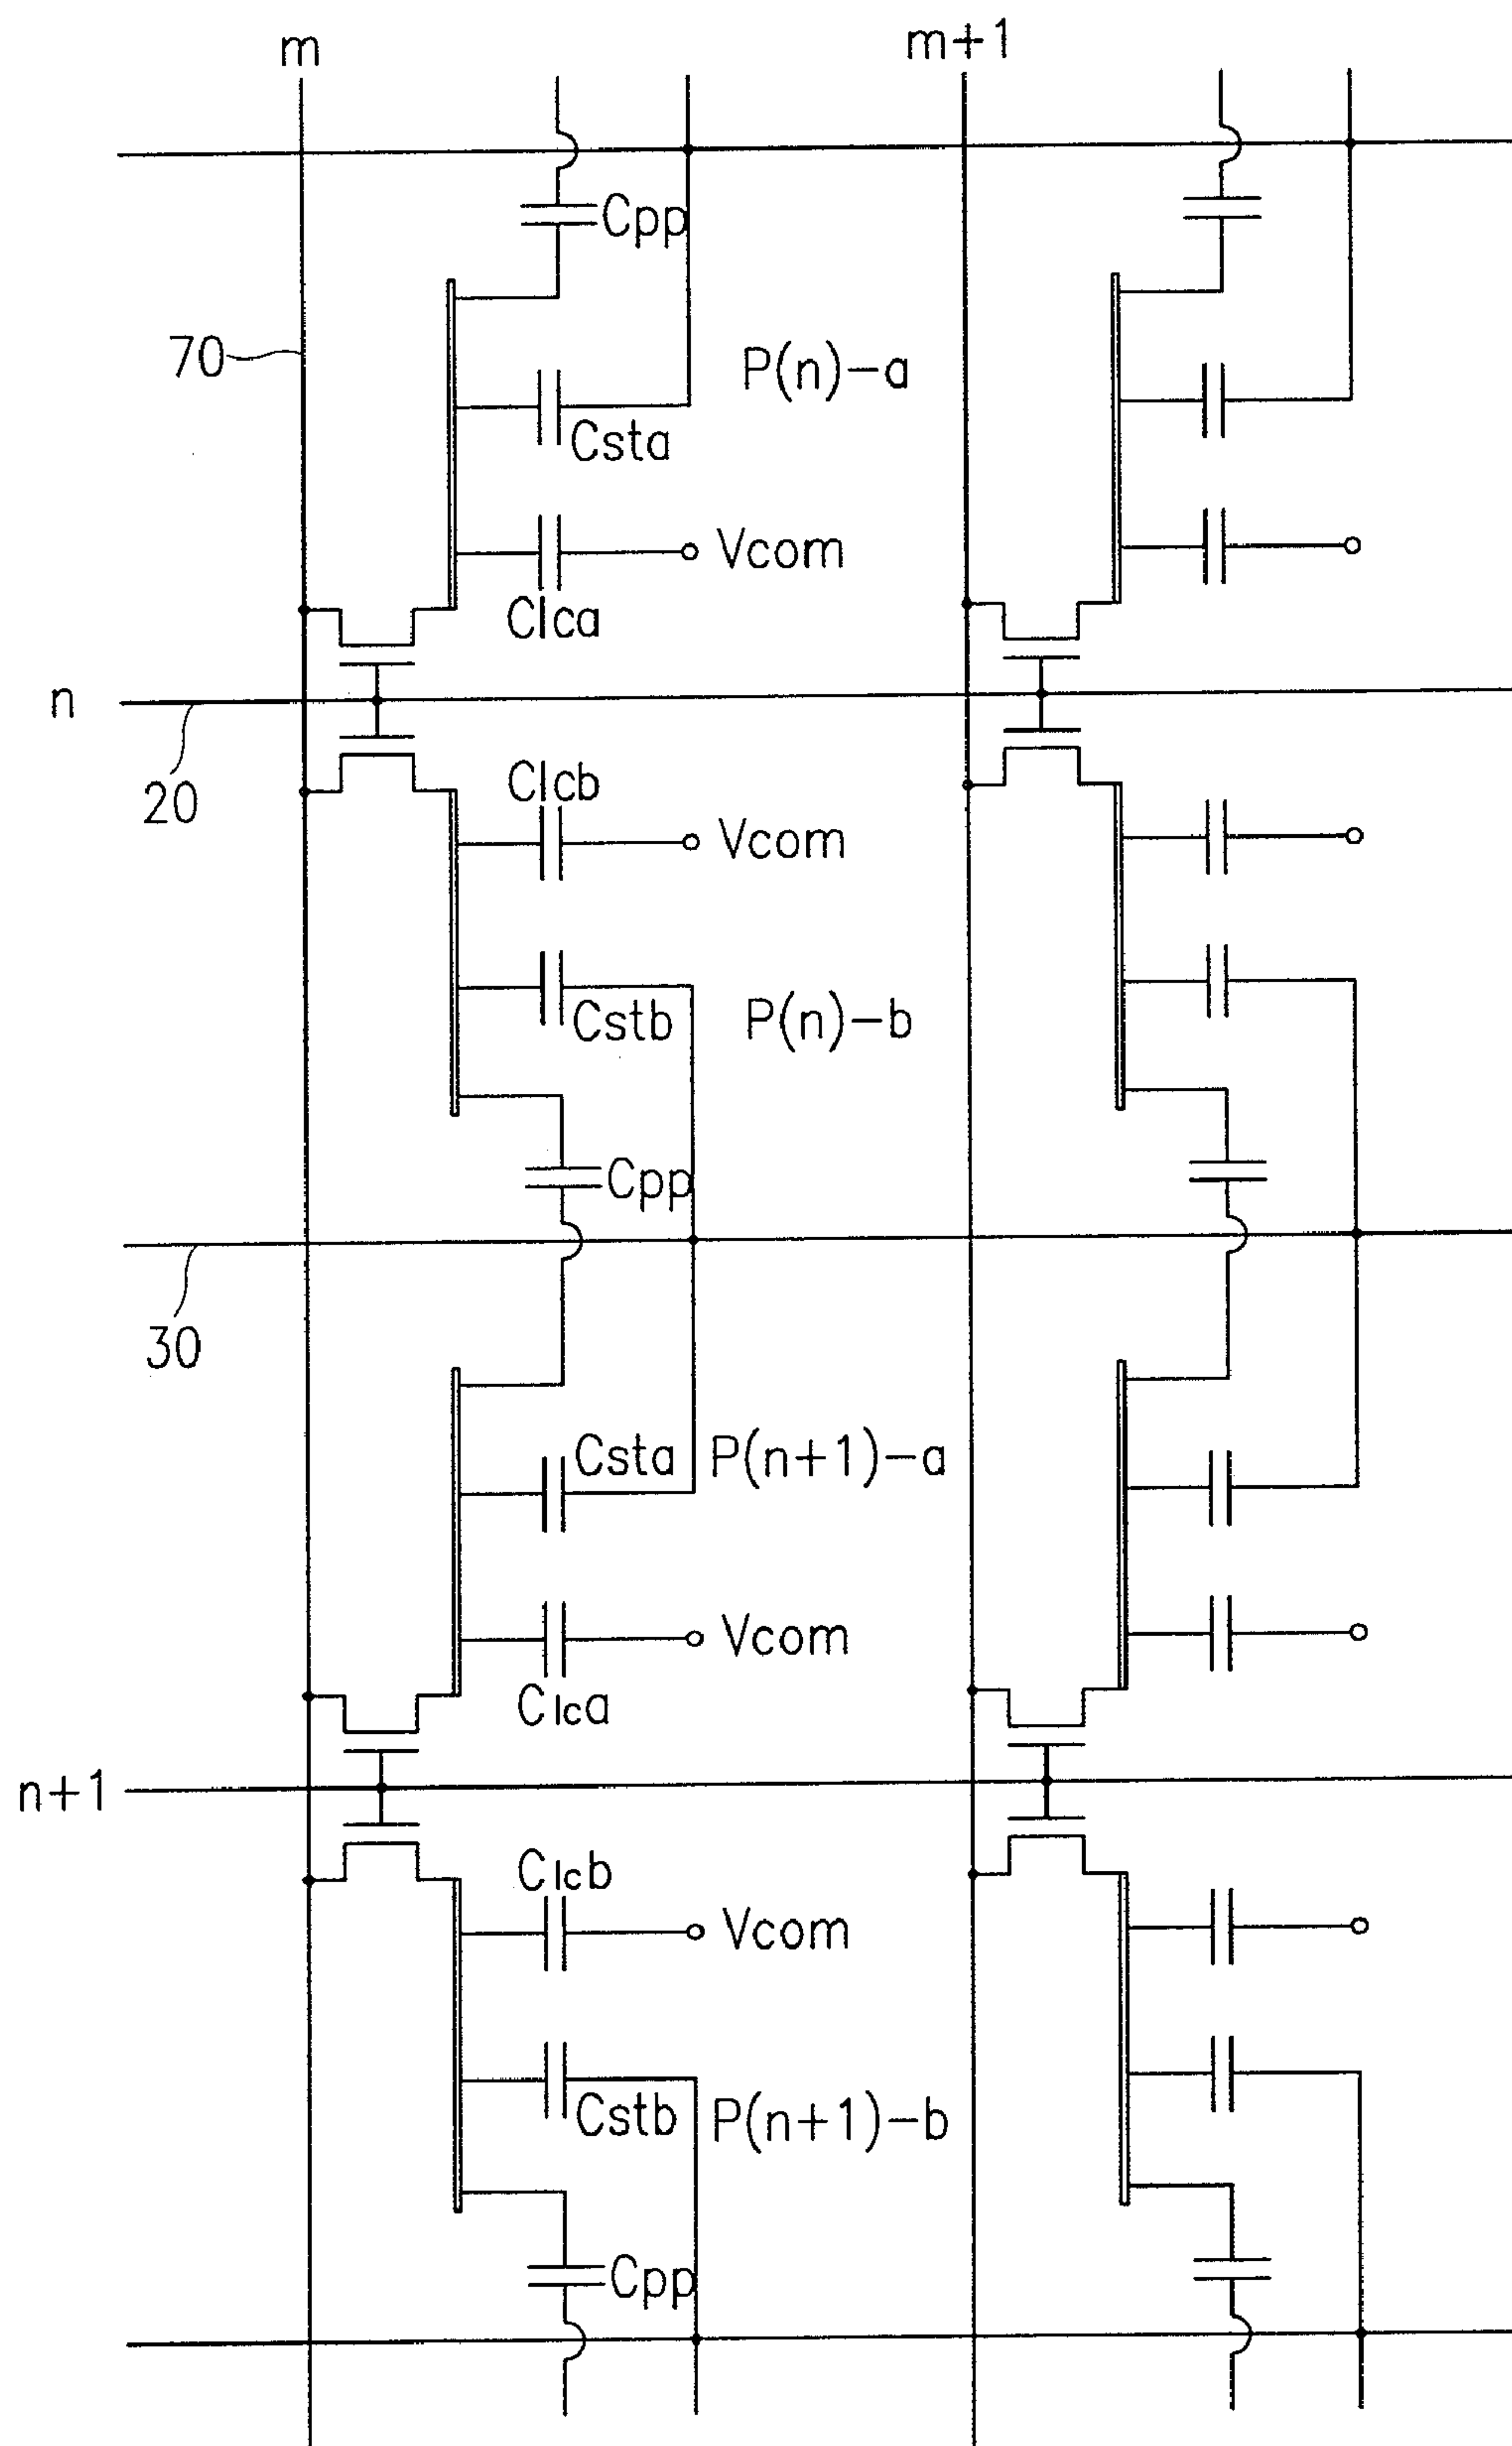 m
m+1
Cpp
70
P(n)-a
Csta
Vcom
Clca
n
20
Clcb
Vcom
Cstb
P(n)-b
Cpp
30
Csta
P(n+1)-a
Vcom
Clca
n+1
Clcb
Vcom
Cstb
P(n+1)-b
Cpp